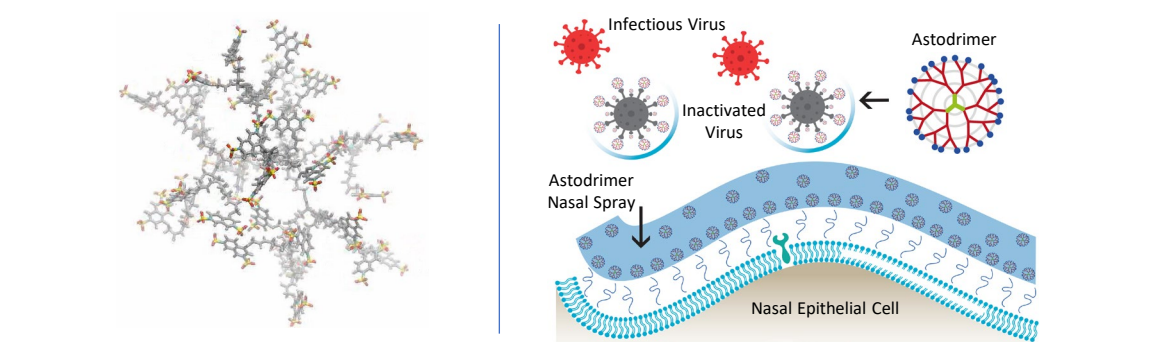 Infectious Virus
Astodrimer
Inactivated
Virus
Astodrimer
Nasal Spray
Nasal Epithelial Cell